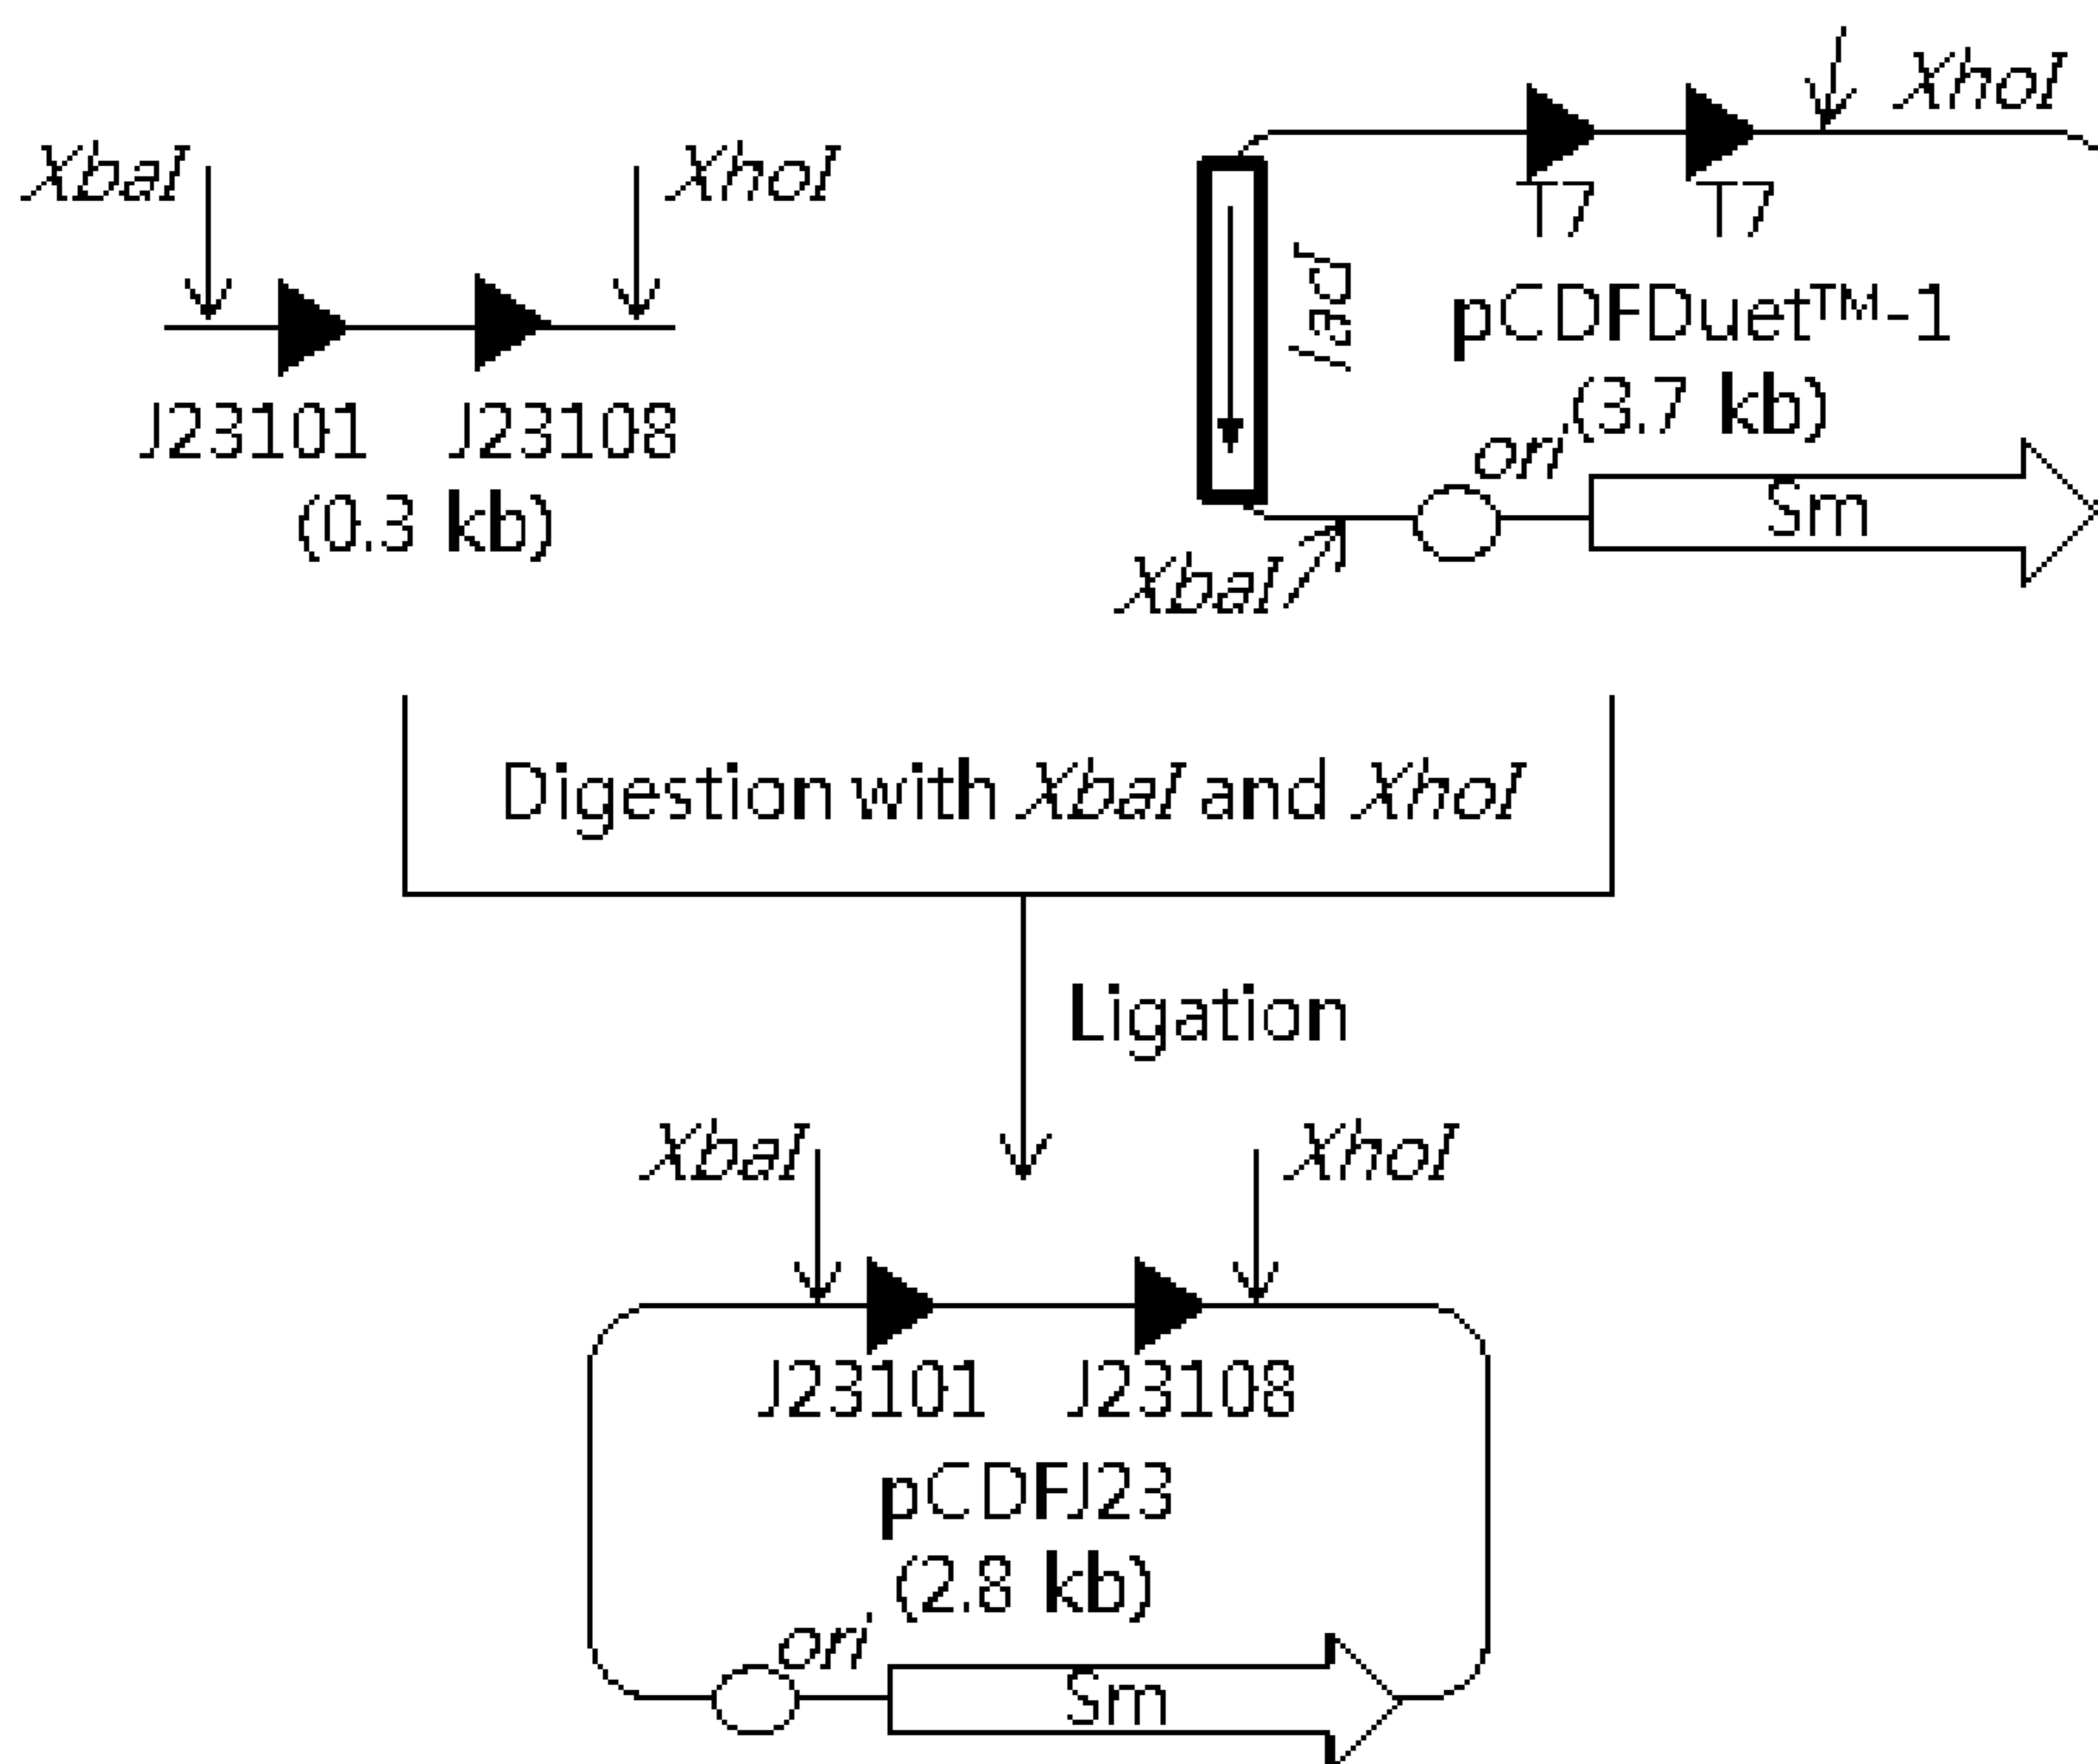 XbaI
XhoI
J23101
J23108
(0.3 kb)
XhoI
T7
T7
lacI
pCDFDuet™-1
(3.7 kb)
ori
Sm
XbaI
Digestion with XbaI and XhoI
Ligation
XbaI
XhoI
J23101
J23108
pCDFJ23
(2.8 kb)
ori
Sm